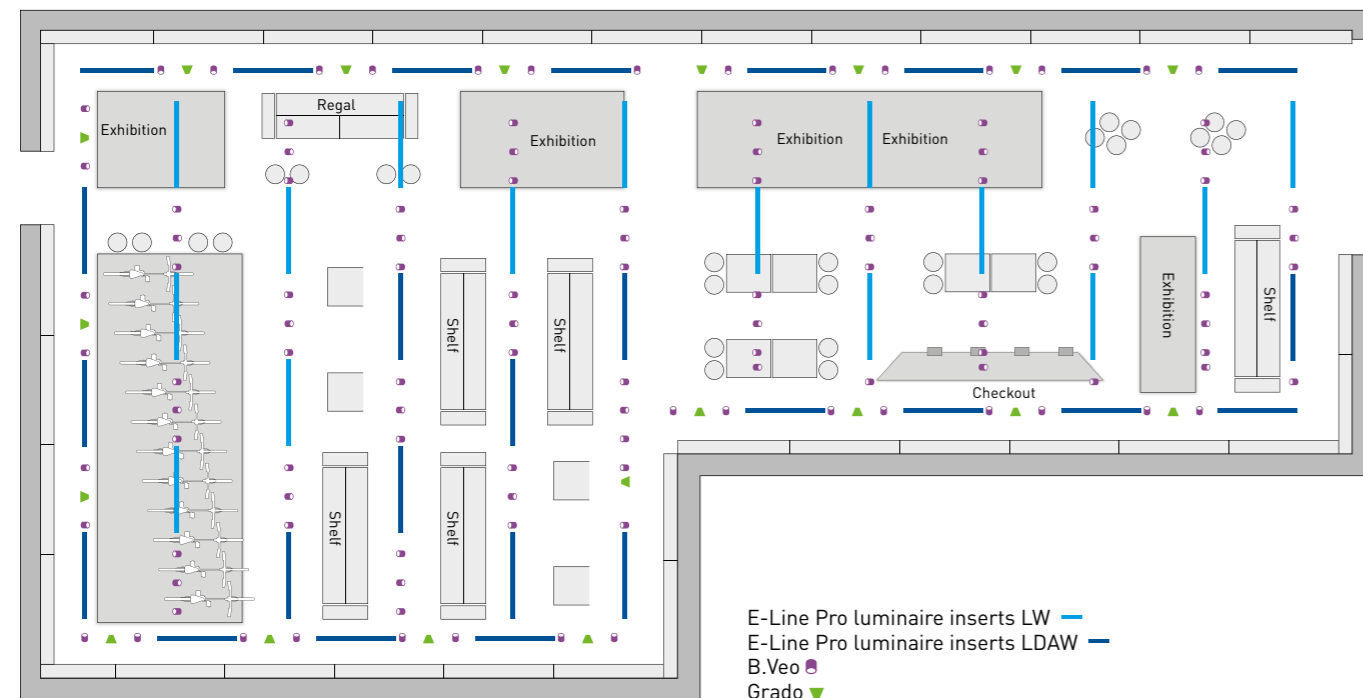 Regal
Exhibition
Exhibition
Exhibition
Exhibition
Exhibition
Shelf
Shelf
Shelf
Shelf
Shelf
Checkout
E-Line Pro luminaire inserts LW
E-Line Pro luminaire inserts LDAW
B.Veo
Grado